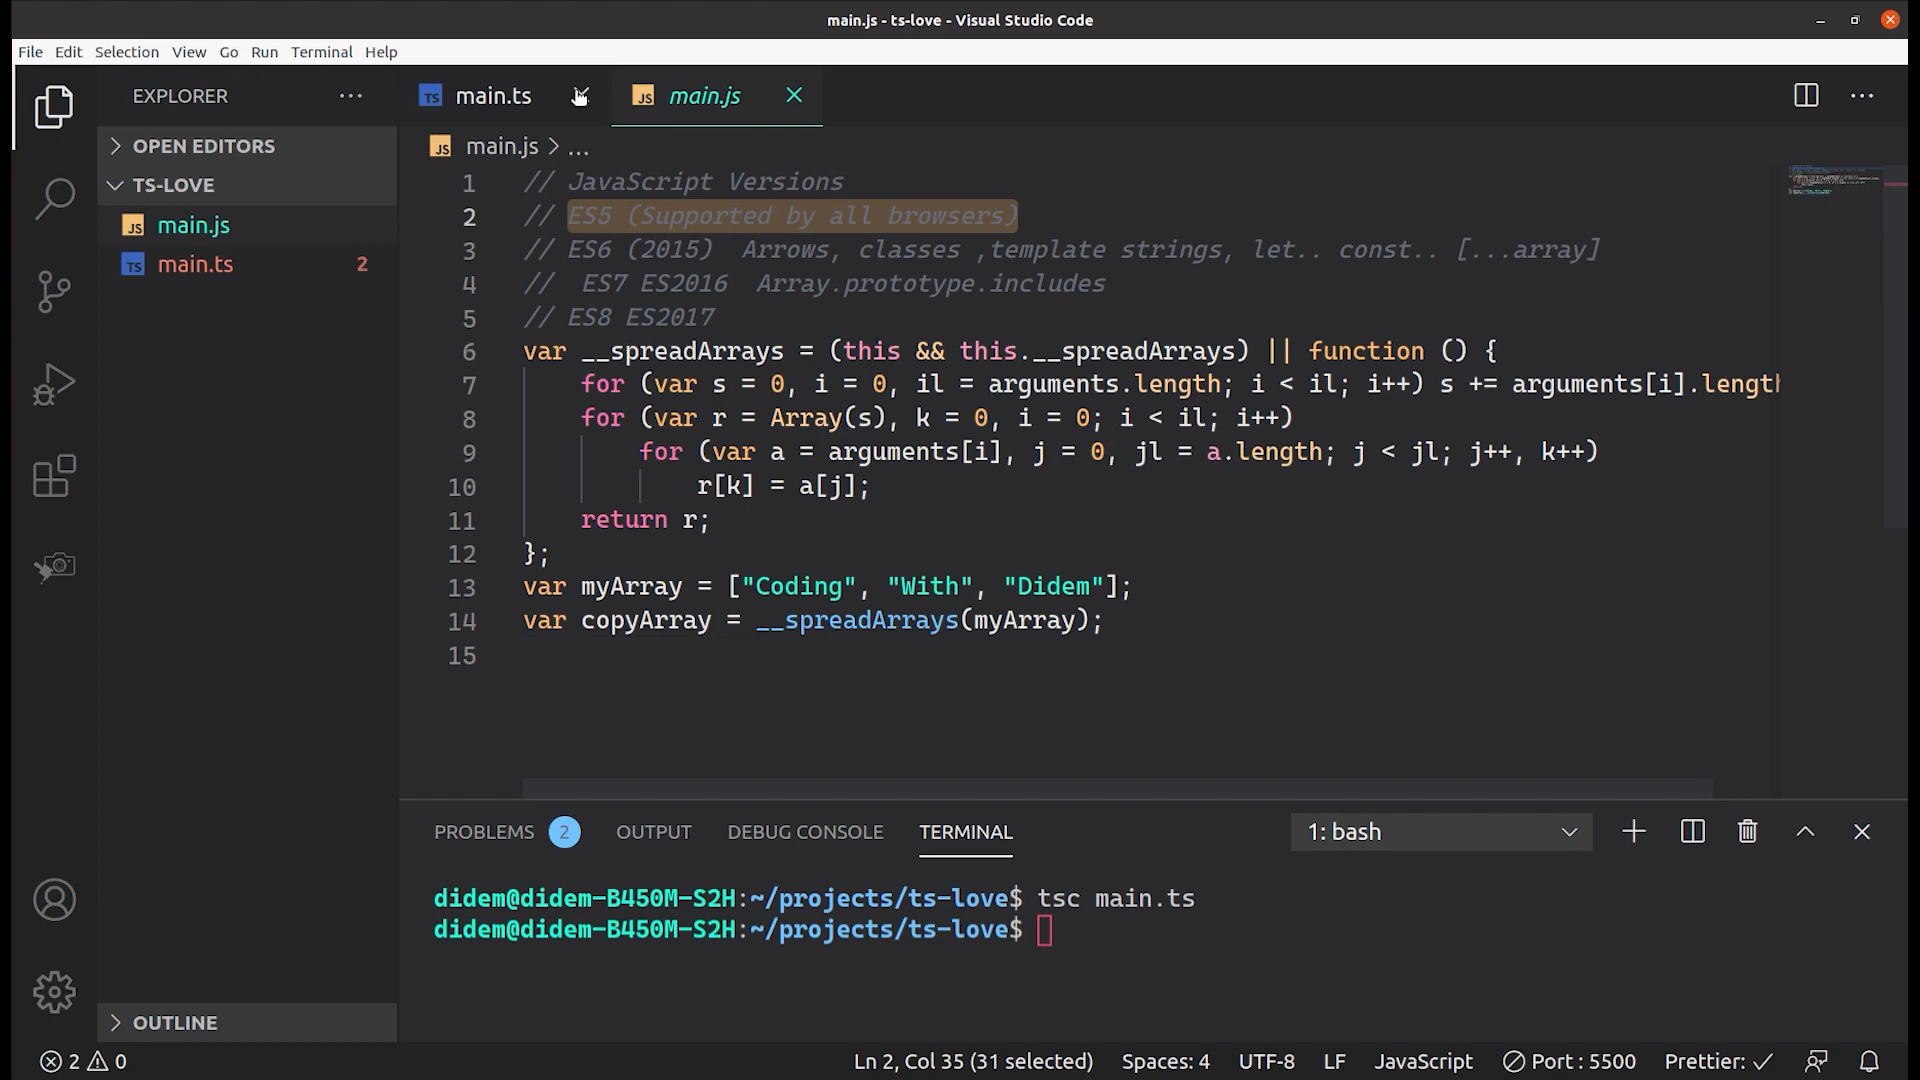 main.js - ts-love - Visual Studio Code
File Edit Selection View Go Run Terminal Help
EXPLORER
OPEN EDITORS
TS-LOVE
JS main.js
TS main.ts 2
OUTLINE
TS main.ts
JS main.js
JS main.js > ...
1 // JavaScript Versions
2 // ES5 (Supported by all browsers)
3 // ES6 (2015)  Arrows, classes ,template strings, let.. const.. [...array]
4 //  ES7 ES2016  Array.prototype.includes
5 // ES8 ES2017
6 var __spreadArrays = (this && this.__spreadArrays) || function () {
7     for (var s = 0, i = 0, il = arguments.length; i < il; i++) s += arguments[i].length
8     for (var r = Array(s), k = 0, i = 0; i < il; i++)
9         for (var a = arguments[i], j = 0, jl = a.length; j < jl; j++, k++)
10             r[k] = a[j];
11     return r;
12 };
13 var myArray = ["Coding", "With", "Didem"];
14 var copyArray = __spreadArrays(myArray);
15
PROBLEMS 2 OUTPUT DEBUG CONSOLE TERMINAL 1: bash
didem@didem-B450M-S2H:~/projects/ts-love$ tsc main.ts
didem@didem-B450M-S2H:~/projects/ts-love$
2 0 Ln 2, Col 35 (31 selected) Spaces: 4 UTF-8 LF JavaScript Port : 5500 Prettier: ✓